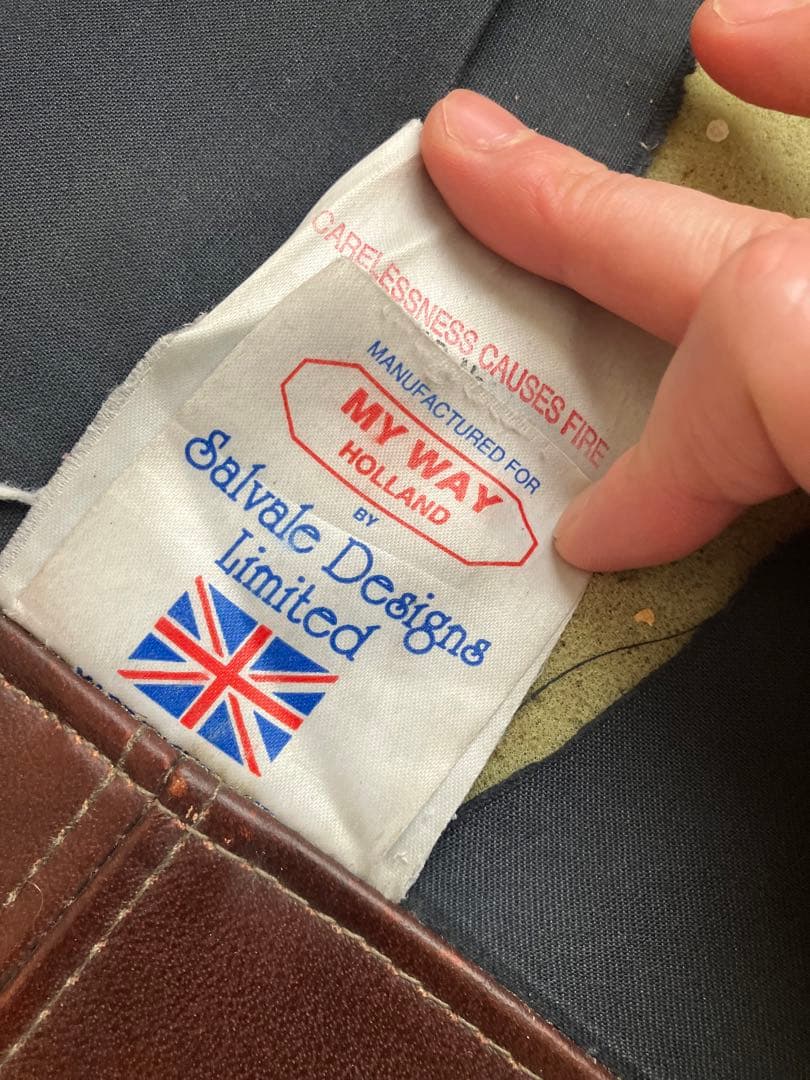 CARELESSNESS CAUSES FIRE
MANUFACTURED FOR
MY WAY
HOLLAND
BY
Salvale Designs
Limited